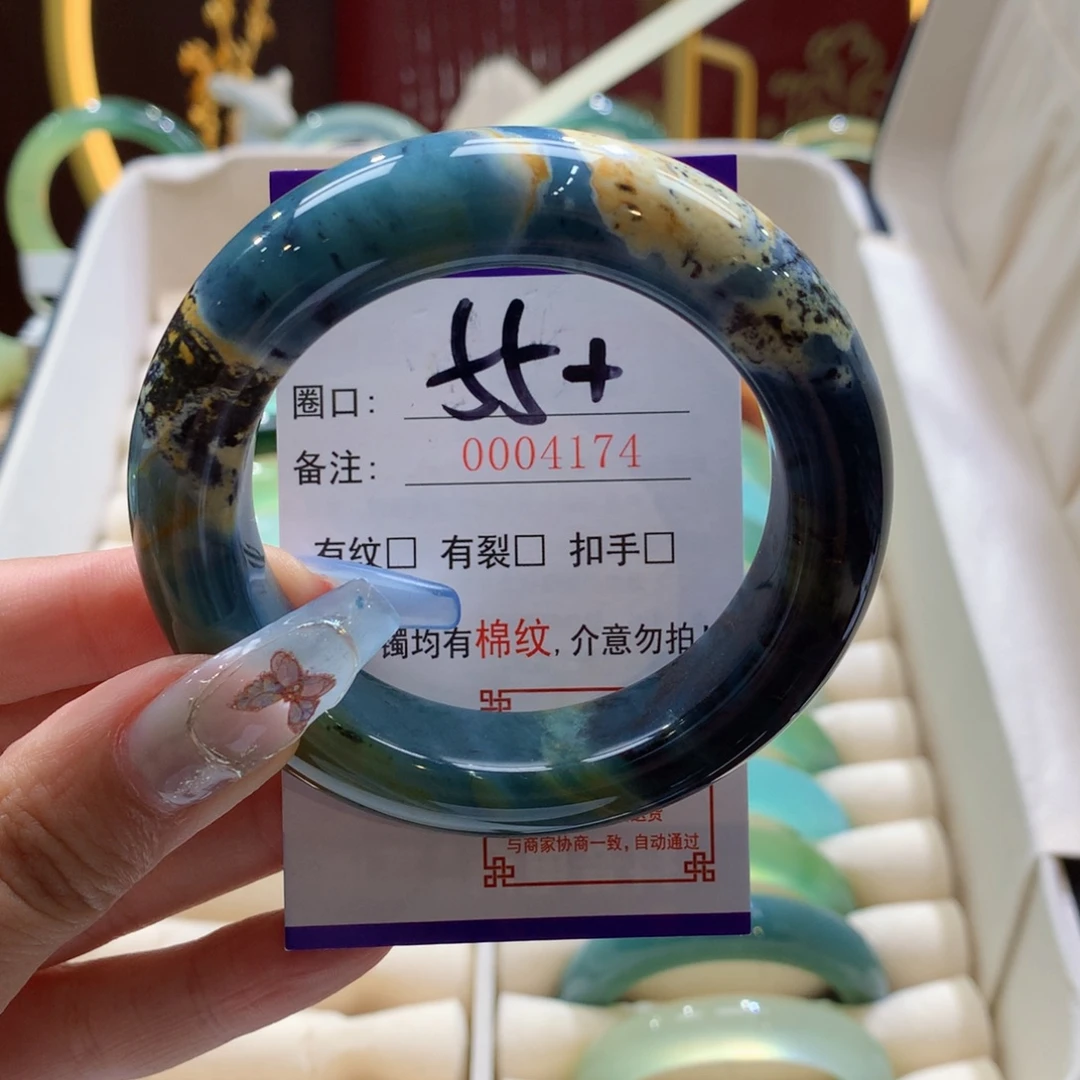 圈口: 55+
备注: 0004174
有纹□ 有裂□ 扣手□
镯均有棉纹,介意勿拍!
与商家协商一致,自动通过